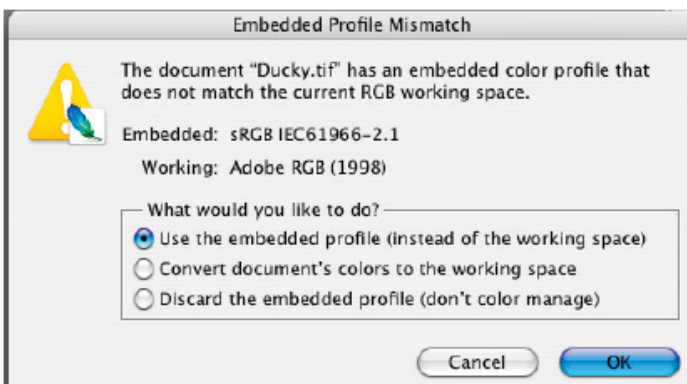 Embedded Profile Mismatch
The document “Ducky.tif” has an embedded color profile that
does not match the current RGB working space.
Embedded: sRGB IEC61966-2.1
Working: Adobe RGB (1998)
What would you like to do?
Use the embedded profile (instead of the working space)
Convert document's colors to the working space
Discard the embedded profile (don't color manage)
Cancel
OK